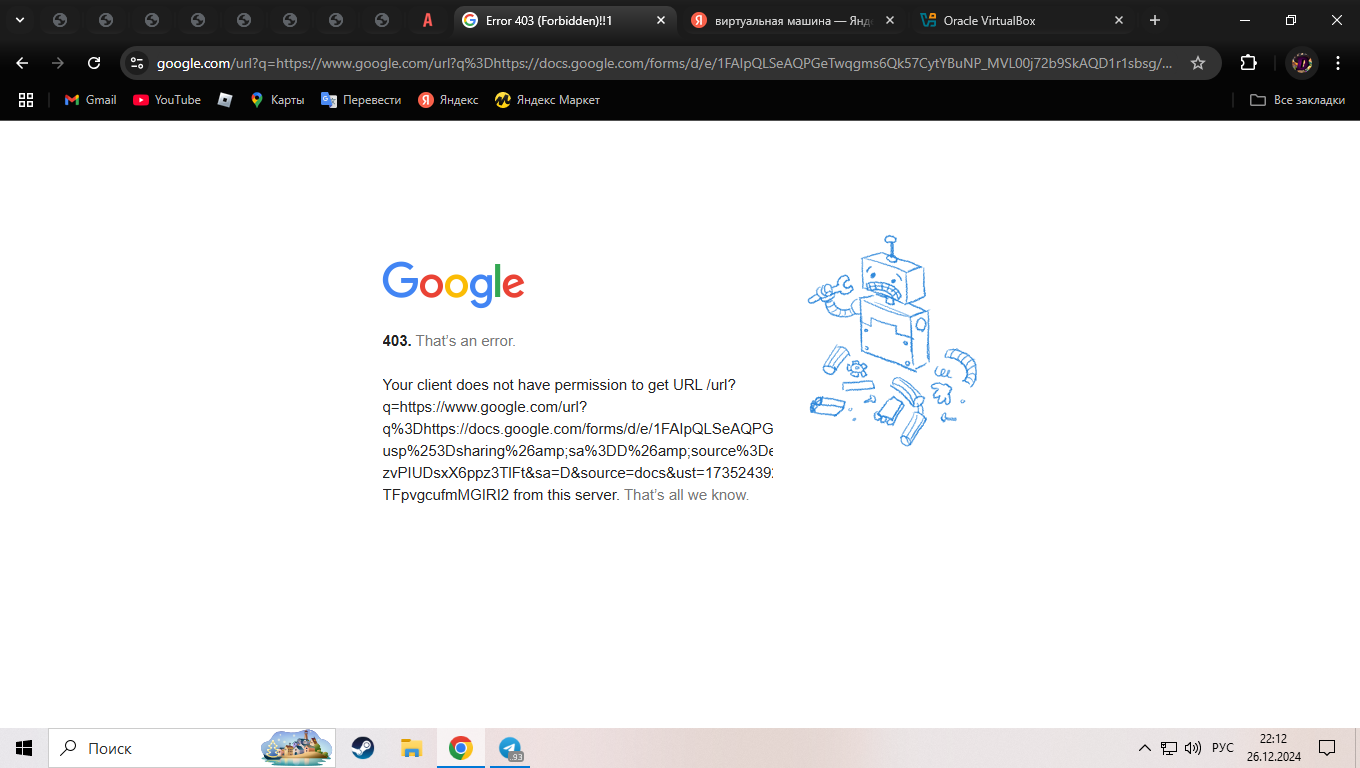 Error 403 (Forbidden)!!1
виртуальная машина — Янд
Oracle VirtualBox
google.com/url?q=https://www.google.com/url?q%3Dhttps://docs.google.com/forms/d/e/1FAIpQLSeAQPGeTwqgms6Qk57CytYBuNP_MVL00j72b9SkAQD1r1sbsg/...
Gmail
YouTube
Карты
Перевести
Яндекс
Яндекс Маркет
Все закладки
Google
403. That's an error.
Your client does not have permission to get URL /url?
q=https://www.google.com/url?
q%3Dhttps://docs.google.com/forms/d/e/1FAIpQLSeAQPG
usp%253Dsharing%26amp;sa%3DD%26amp;source%3De
zvPIUDsxX6ppz3TIFt&sa=D&source=docs&ust=173524392
TFpvgcufmMGIRI2 from this server. That's all we know.
Поиск
93
РУС
22:12
26.12.2024